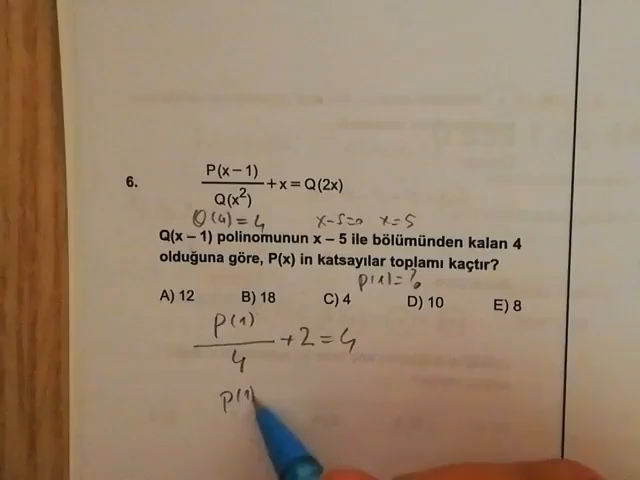 6.
P(x−1)/Q(x²) + x = Q(2x)
Q(4) = 4 x-5=0 x=5
Q(x – 1) polinomunun x – 5 ile bölümünden kalan 4
olduğuna göre, P(x) in katsayılar toplamı kaçtır?
P(1)=?
A) 12 B) 18 C) 4 D) 10 E) 8
P(1)/4 + 2 = 4
P(1)